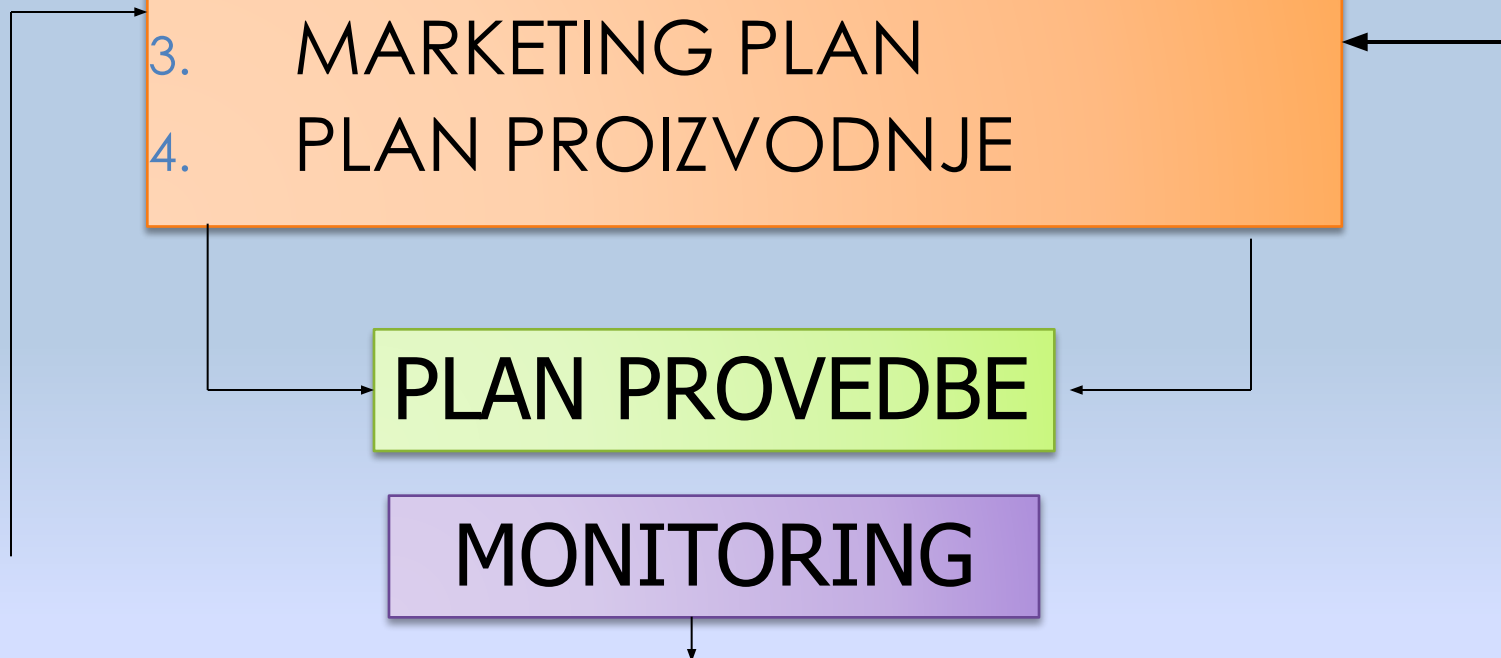 3. MARKETING PLAN
4. PLAN PROIZVODNJE
PLAN PROVEDBE
MONITORING